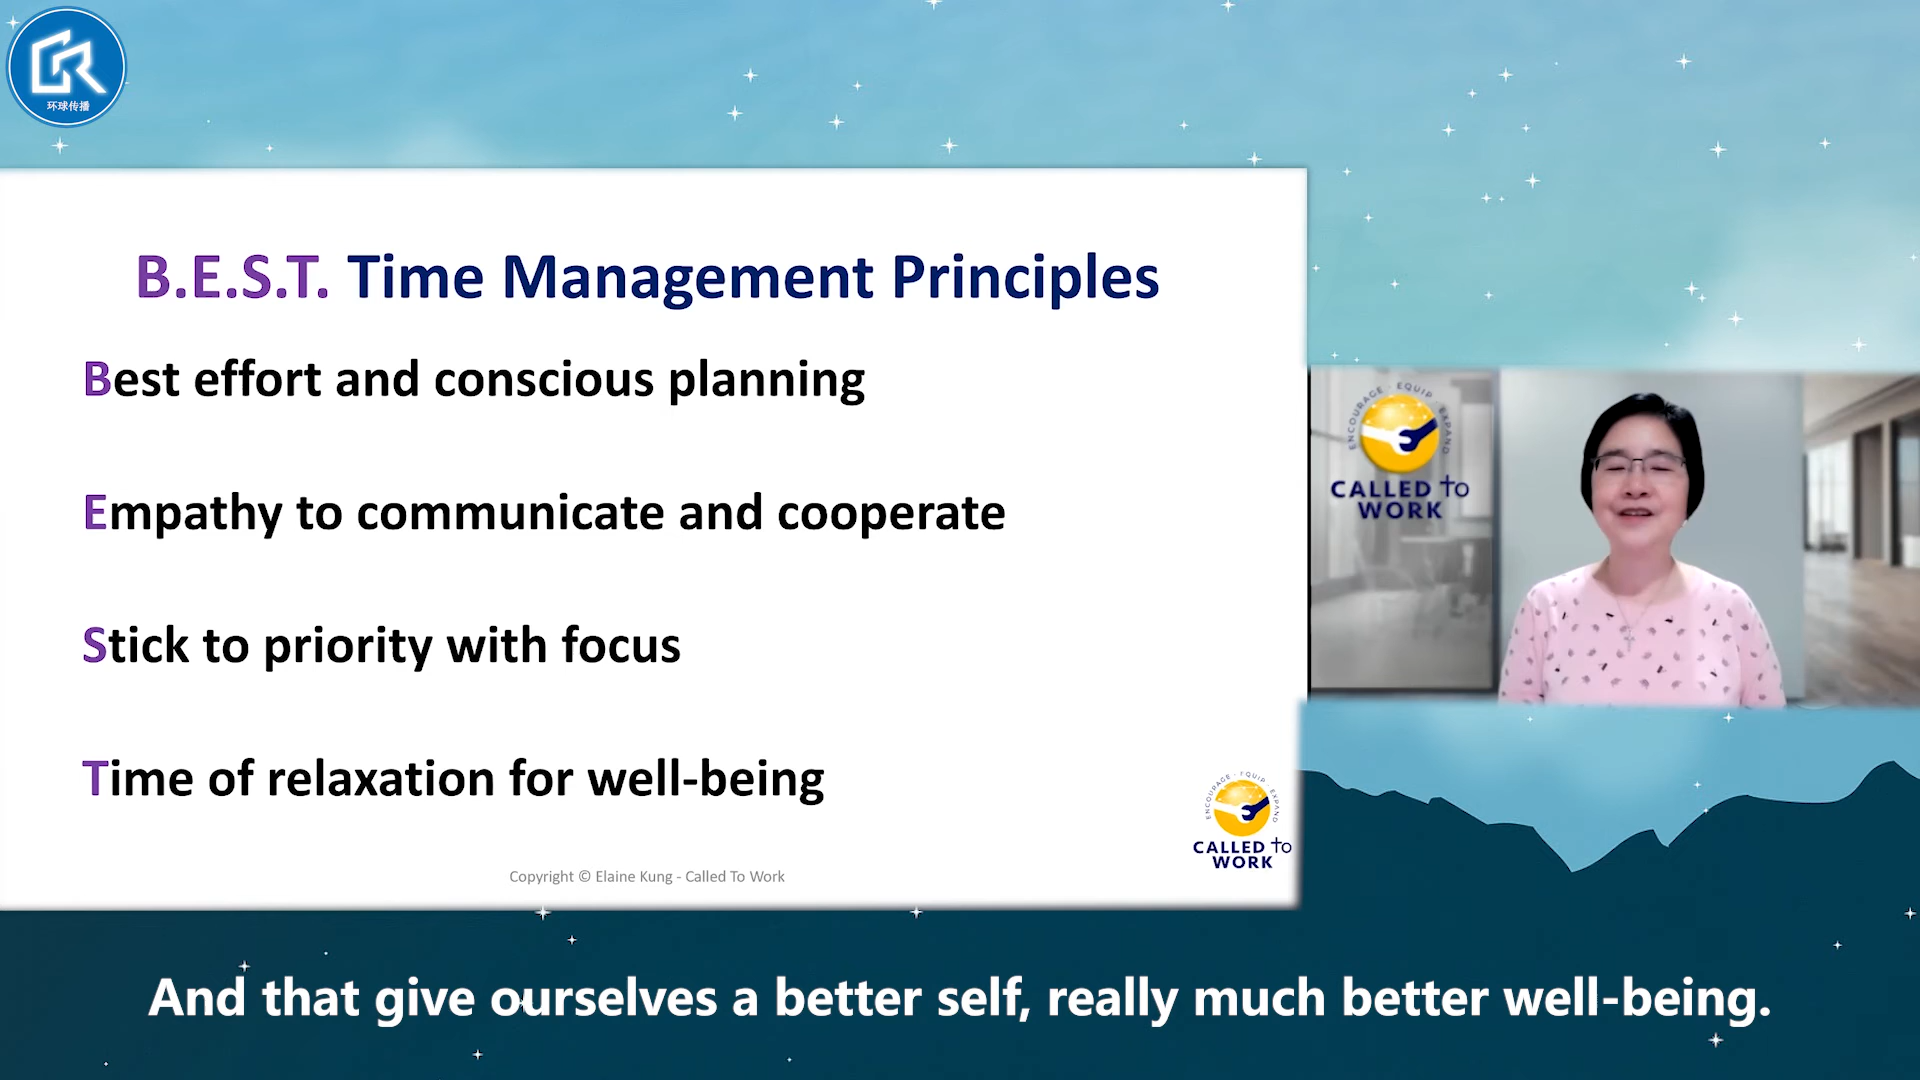 环球传播
B.E.S.T. Time Management Principles
Best effort and conscious planning
Empathy to communicate and cooperate
Stick to priority with focus
Time of relaxation for well-being
ENCOURAGE · EQUIP · EXPAND
CALLED To
WORK
Copyright © Elaine Kung - Called To Work
ENCOURAGE · EQUIP · EXPAND
CALLED To
WORK
And that give ourselves a better self, really much better well-being.